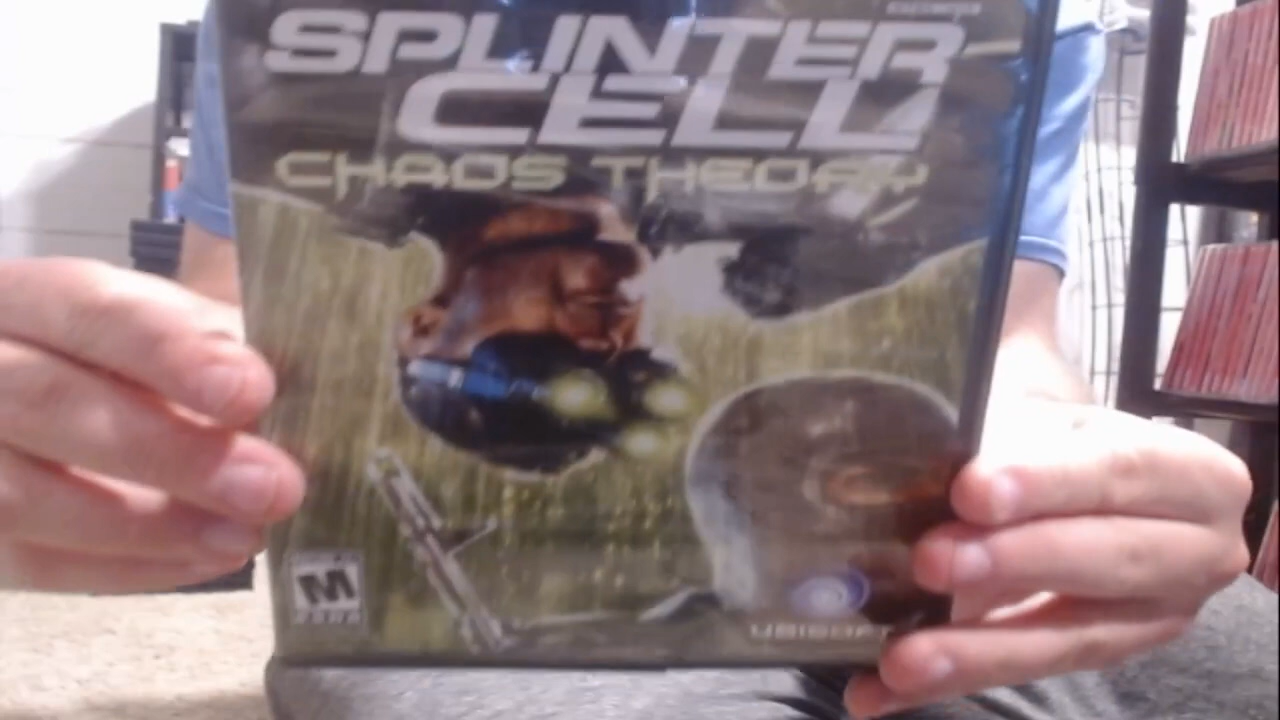 SPLINTER
CELL
CHAOS THEORY
M
UBISOFT